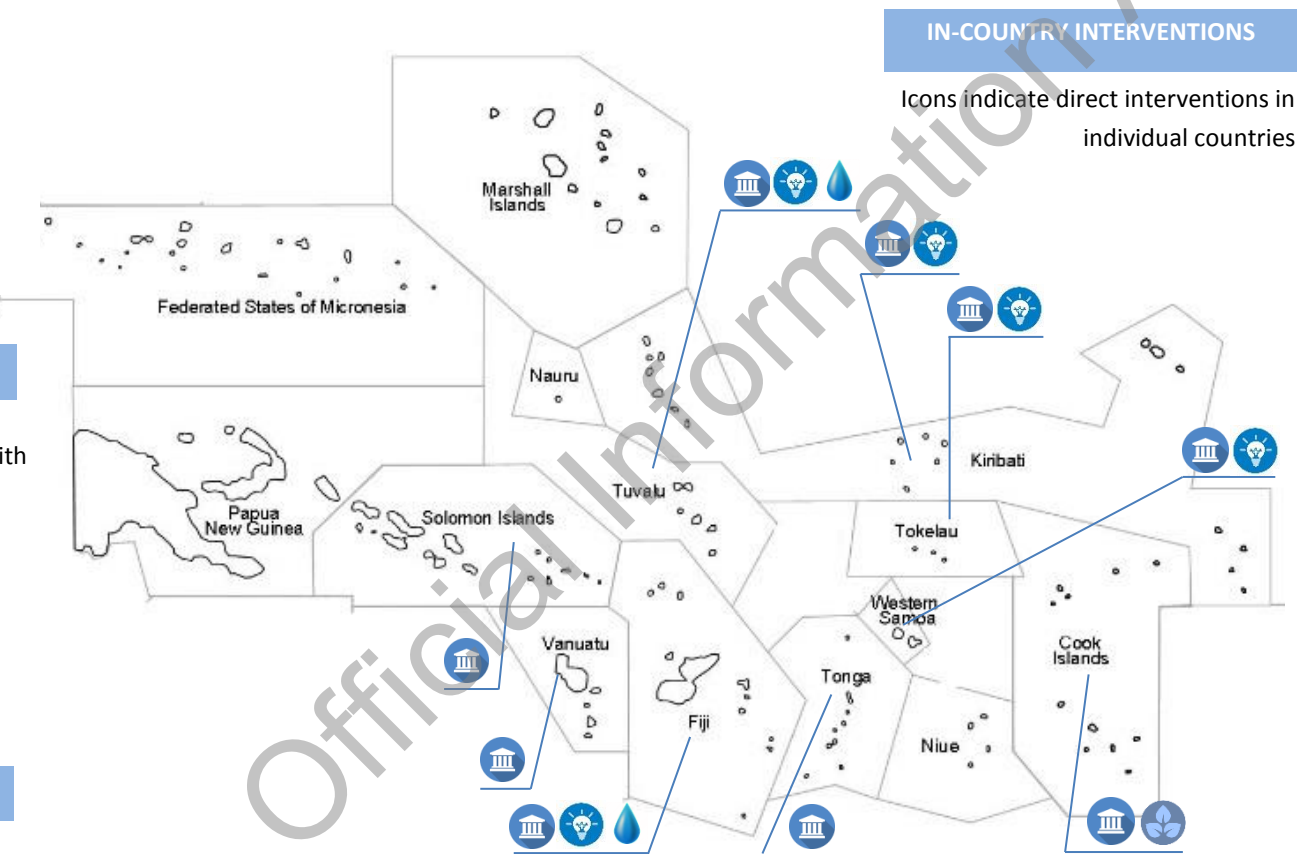 IN-COUNTRY INTERVENTIONS
Icons indicate direct interventions in
individual countries
Marshall
Islands
Federated States of Micronesia
Nauru
ith
Kiribati
Tuvalu
Papua
New Guinea
Solomon Islands
Tokelau
Western
Samoa
Vanuatu
Cook
Islands
Tonga
Fiji
Niue
Official Information